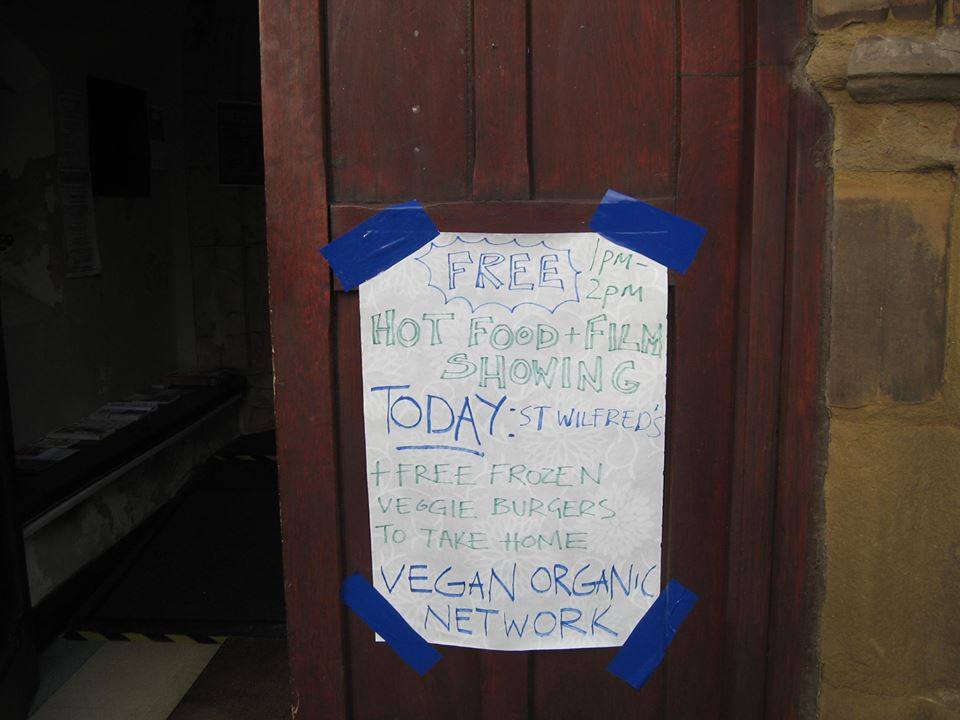 FREE 1PM-
2PM
HOT FOOD + FILM
SHOWING
TODAY: ST WILFRED'S
+ FREE FROZEN
VEGGIE BURGERS
TO TAKE HOME
VEGAN ORGANIC
NETWORK